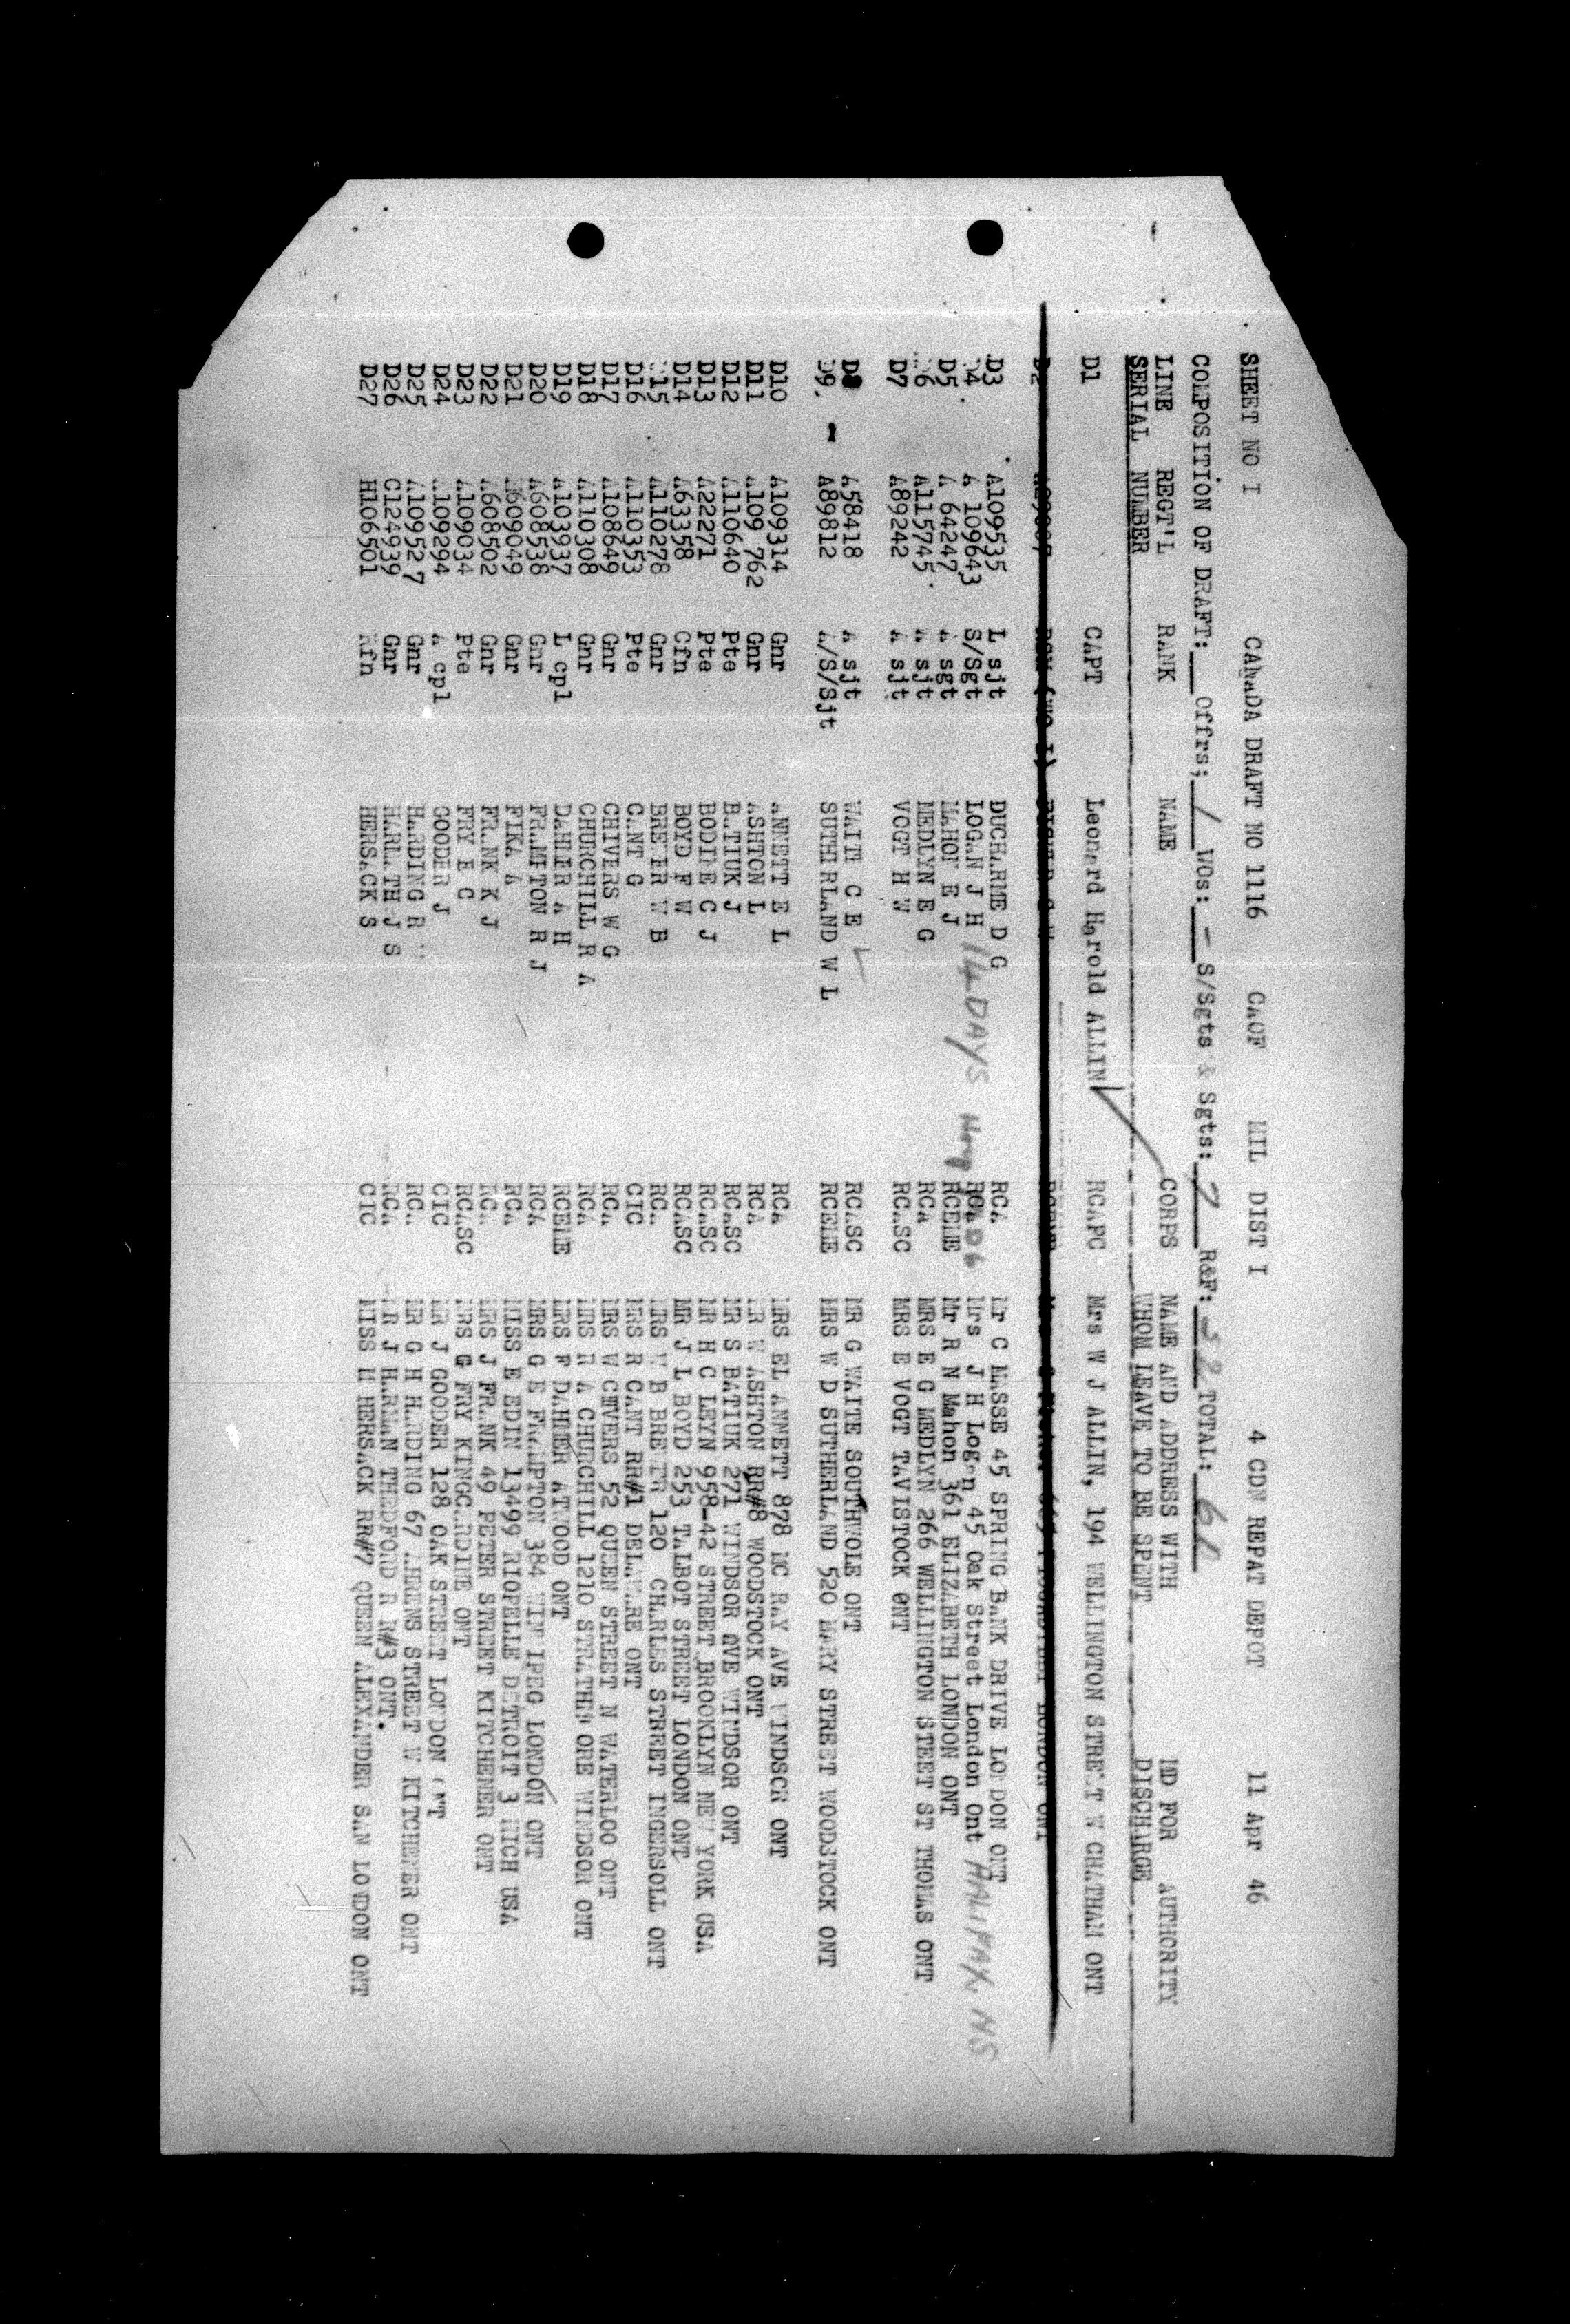 SHEET NO I CANADA DRAFT NO 1116 CAOF MIL DIST I 4 CDN REPAT DEPOT 11 Apr 46
COMPOSITION OF DRAFT: Offrs; / WOs: - S/Sgts & Sgts: 7 R&F: TOTAL:
LINE REGT'L RANK NAME CORPS NAME AND ADDRESS WITH MD FOR AUTHORITY
SERIAL NUMBER WHOM LEAVE TO BE SPENT DISCHARGE
D1 CAPT Leonard Harold ALLIN RCAPC Mrs W J ALLIN, 194 WELLINGTON STREET W CHATHAM ONT
D2 LONDON ONT
D3 A109535 L sjt DUCHARME D G RCA Mr C MASSE 45 SPRING BANK DRIVE LONDON ONT
D4 A 109643 S/Sgt LOGAN J H 14 DAYS Mrs J H Logan 45 Oak Street London Ont HALIFAX NS
D5 A 64247 A sgt MAHON E J RCEME Mr R N Mahon 361 ELIZABETH LONDON ONT
D6 A115745 A sjt MEDLYN E G RCA MRS E G MEDLYN 266 WELLINGTON STEET ST THOMAS ONT
D7 A89242 A sjt VOGT H W RCASC MRS E VOGT TAVISTOCK ONT
D8 A58418 A sjt WAITE C E RCASC MR G WAITE SOUTHWOLE ONT
D9. A89812 A/S/Sjt SUTHERLAND W L RCEME MRS W D SUTHERLAND 520 MARY STREET WOODSTOCK ONT
D10 A109314 Gnr ANNETT E L RCA MRS EL ANNETT 878 MC RAY AVE WINDSOR ONT
D11 A109 762 Gnr ASHTON L RCA MR W ASHTON RR#8 WOODSTOCK ONT
D12 A110640 Pte BATIUK J RCASC MR S BATIUK 271 WINDSOR AVE WINDSOR ONT
D13 A22271 Pte BODINE C J RCASC MR H C LEYN 958-42 STREET BROOKLYN NEW YORK USA
D14 A63358 Cfn BOYD F W RCASC MR J L BOYD 253 TALBOT STREET LONDON ONT
D15 A110278 Gnr BREWER W B RCA MRS W B BREWER 120 CHARLES STREET INGERSOLL ONT
D16 A110353 Pte CANT G CIC MRS R CANT RR#1 DELAWARE ONT
D17 A108649 Gnr CHIVERS W G RCA MRS W CHIVERS 52 QUEEN STREET N WATERLOO ONT
D18 A110308 Gnr CHURCHILL R A RCA MRS H A CHURCHILL 1210 ORE WINDSOR ONT
D19 A103937 L cpl DAHLER A H RCEME MRS F DAHLER ATWOOD ONT
D20 A608538 Gnr FRAMPTON R J RCA MRS G E FRAMPTON 384 LONDON ONT
D21 A609049 Gnr FIKA A RCA MISS E EDIN 13499 RIOPELLE DETROIT 3 MICH USA
D22 A608502 Gnr FRANK K J RCA MRS J FRANK 49 PETER STREET KITCHENER ONT
D23 A109034 Pte FRY E C RCASC MRS G FRY KINGCARDINE ONT
D24 A109294 A cpl GOODER J CIC MR J GOODER 128 OAK STREET LONDON ONT
D25 A10952 7 Gnr HARDING R W RCA MR G H HARDING 67 AHRENS STREET W KITCHENER ONT
D26 C124939 Gnr J S RCA MR J THEDFORD R R#3 ONT.
D27 H106501 Rfn HERSACK S CIC MISS M HERSACK RR#7 QUEEN ALEXANDER SAN LONDON ONT